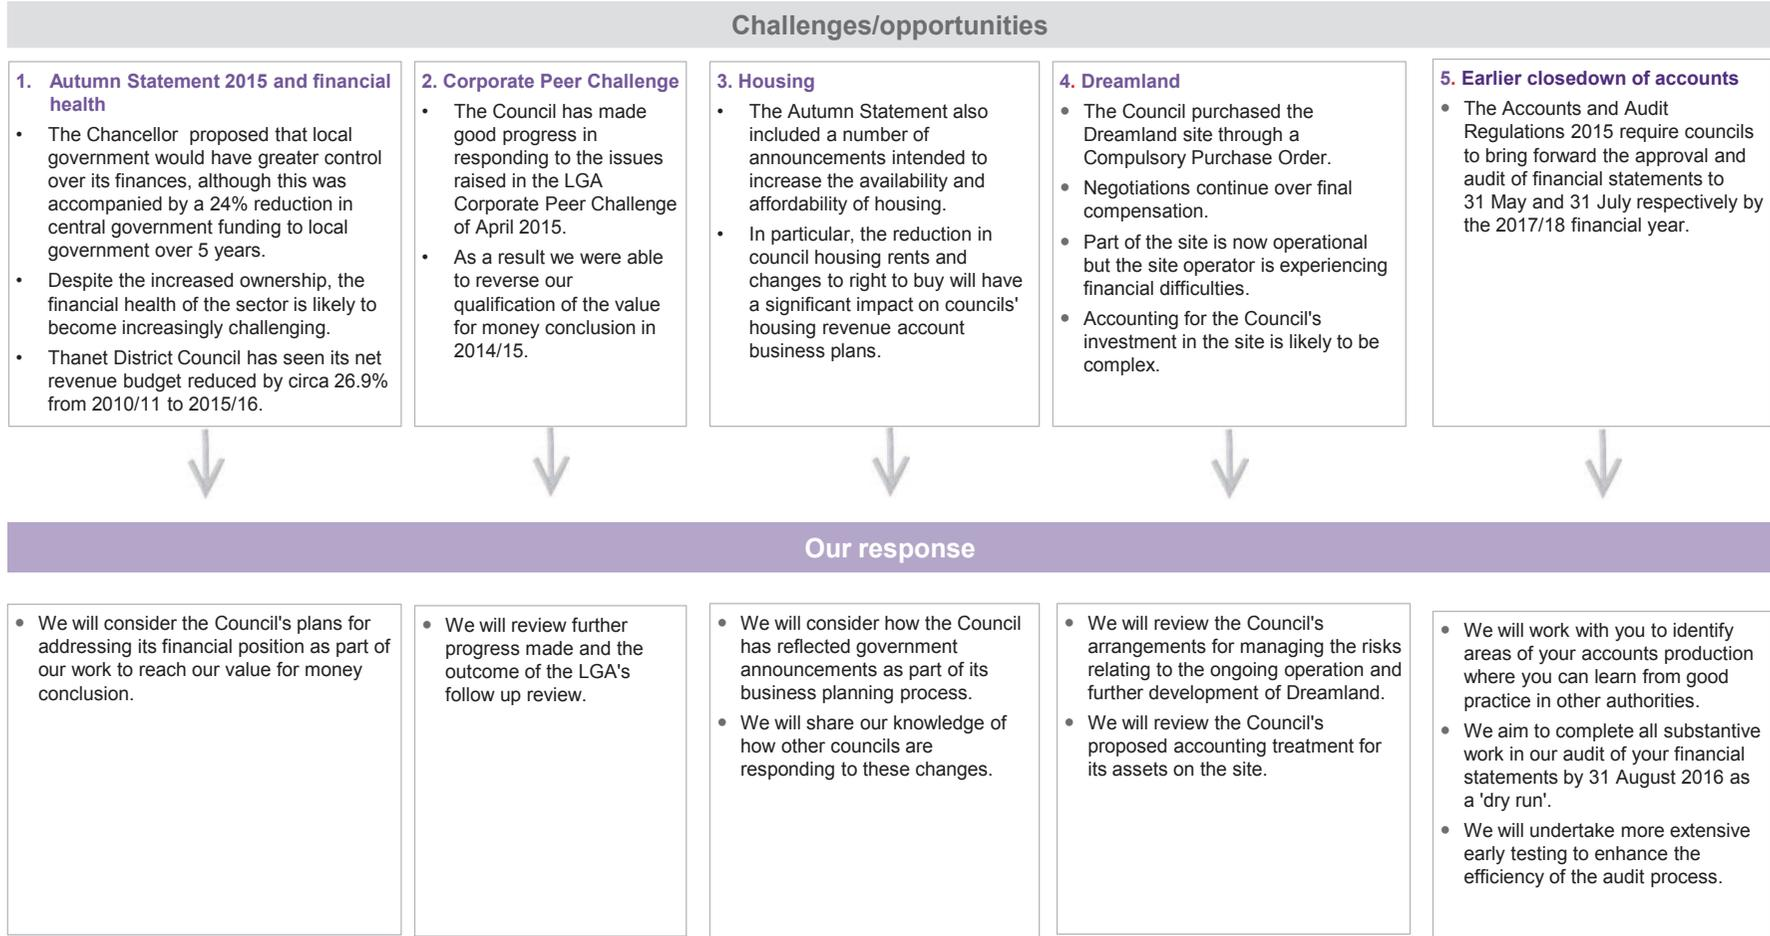 Challenges/opportunities
1. Autumn Statement 2015 and financial
health
• The Chancellor proposed that local
government would have greater control
over its finances, although this was
accompanied by a 24% reduction in
central government funding to local
government over 5 years.
• Despite the increased ownership, the
financial health of the sector is likely to
become increasingly challenging.
• Thanet District Council has seen its net
revenue budget reduced by circa 26.9%
from 2010/11 to 2015/16.
2. Corporate Peer Challenge
• The Council has made
good progress in
responding to the issues
raised in the LGA
Corporate Peer Challenge
of April 2015.
• As a result we were able
to reverse our
qualification of the value
for money conclusion in
2014/15.
3. Housing
• The Autumn Statement also
included a number of
announcements intended to
increase the availability and
affordability of housing.
• In particular, the reduction in
council housing rents and
changes to right to buy will have
a significant impact on councils'
housing revenue account
business plans.
4. Dreamland
• The Council purchased the
Dreamland site through a
Compulsory Purchase Order.
• Negotiations continue over final
compensation.
• Part of the site is now operational
but the site operator is experiencing
financial difficulties.
• Accounting for the Council's
investment in the site is likely to be
complex.
5. Earlier closedown of accounts
• The Accounts and Audit
Regulations 2015 require councils
to bring forward the approval and
audit of financial statements to
31 May and 31 July respectively by
the 2017/18 financial year.
Our response
• We will consider the Council's plans for
addressing its financial position as part of
our work to reach our value for money
conclusion.
• We will review further
progress made and the
outcome of the LGA's
follow up review.
• We will consider how the Council
has reflected government
announcements as part of its
business planning process.
• We will share our knowledge of
how other councils are
responding to these changes.
• We will review the Council's
arrangements for managing the risks
relating to the ongoing operation and
further development of Dreamland.
• We will review the Council's
proposed accounting treatment for
its assets on the site.
• We will work with you to identify
areas of your accounts production
where you can learn from good
practice in other authorities.
• We aim to complete all substantive
work in our audit of your financial
statements by 31 August 2016 as
a 'dry run'.
• We will undertake more extensive
early testing to enhance the
efficiency of the audit process.